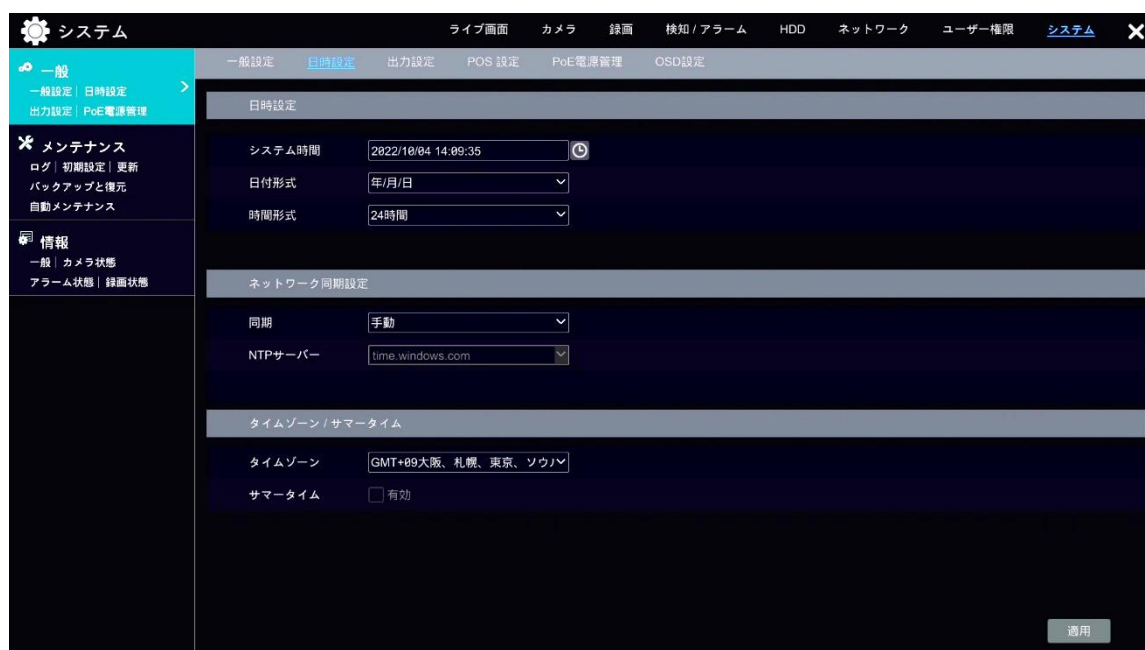 システム ライブ画面 カメラ 録画 検知 / アラーム HDD ネットワーク ユーザー権限 システム
一般
一般設定 | 日時設定
出力設定 | PoE電源管理
メンテナンス
ログ | 初期設定 | 更新
バックアップと復元
自動メンテナンス
情報
一般 | カメラ状態
アラーム状態 | 録画状態
一般設定 日時設定 出力設定 POS 設定 PoE電源管理 OSD設定
日時設定
システム時間 2022/10/04 14:09:35
日付形式 年/月/日
時間形式 24時間
ネットワーク同期設定
同期 手動
NTPサーバー time.windows.com
タイムゾーン / サマータイム
タイムゾーン GMT+09大阪、札幌、東京、ソウル
サマータイム 有効
適用